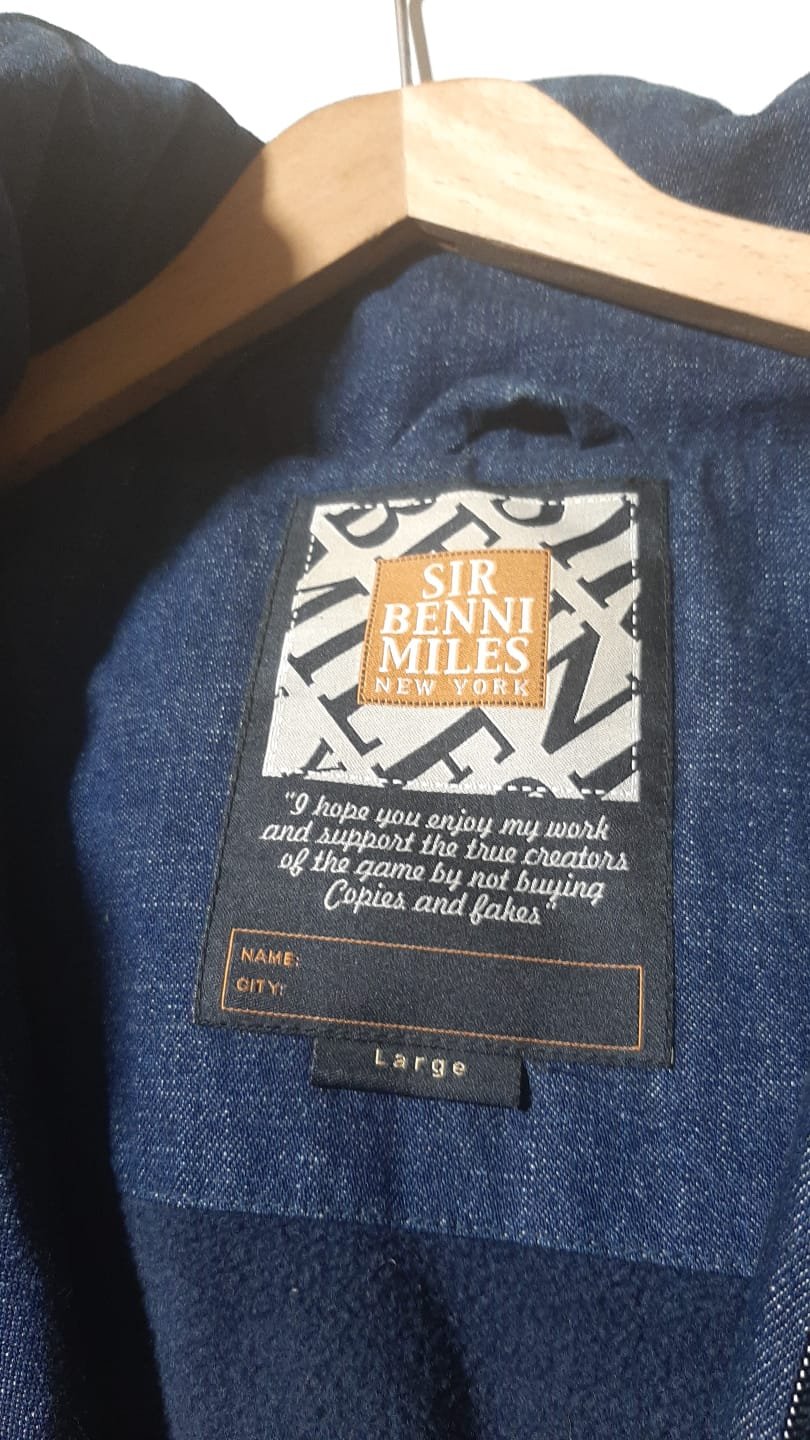 SIR
BENNI
MILES
NEW YORK
"I hope you enjoy my work
and support the true creators
of the game by not buying
Copies and fakes"
NAME:
CITY:
Large